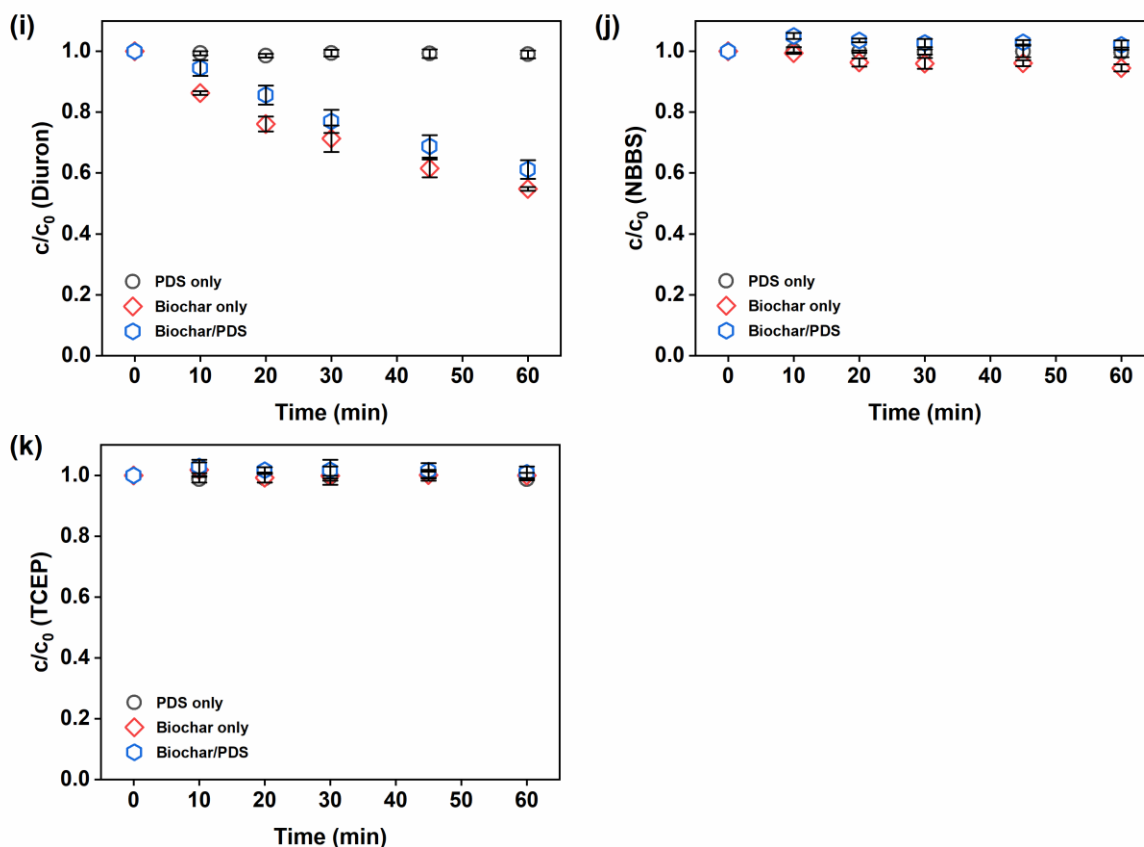 (i)
1.0
0.8
0.6
0.4
0.2
0.0
c/c₀ (Diuron)
PDS only
Biochar only
Biochar/PDS
0 10 20 30 40 50 60
Time (min)
(j)
1.0
0.8
0.6
0.4
0.2
0.0
c/c₀ (NBBS)
PDS only
Biochar only
Biochar/PDS
0 10 20 30 40 50 60
Time (min)
(k)
1.0
0.8
0.6
0.4
0.2
0.0
c/c₀ (TCEP)
PDS only
Biochar only
Biochar/PDS
0 10 20 30 40 50 60
Time (min)